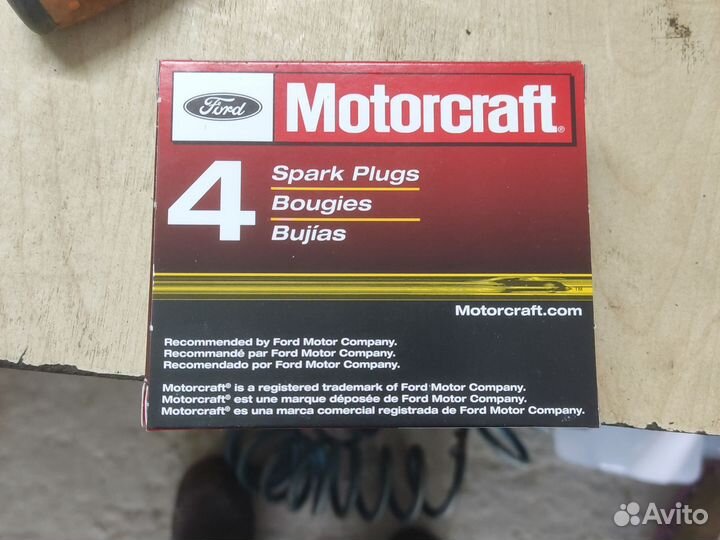 Ford
Motorcraft®
4
Spark Plugs
Bougies
Bujías
TM
Motorcraft.com
Recommended by Ford Motor Company.
Recommandé par Ford Motor Company.
Recomendado por Ford Motor Company.
Motorcraft® is a registered trademark of Ford Motor Company.
Motorcraft® est une marque déposée de Ford Motor Company.
Motorcraft® es una marca comercial registrada de Ford Motor Company.
Avito